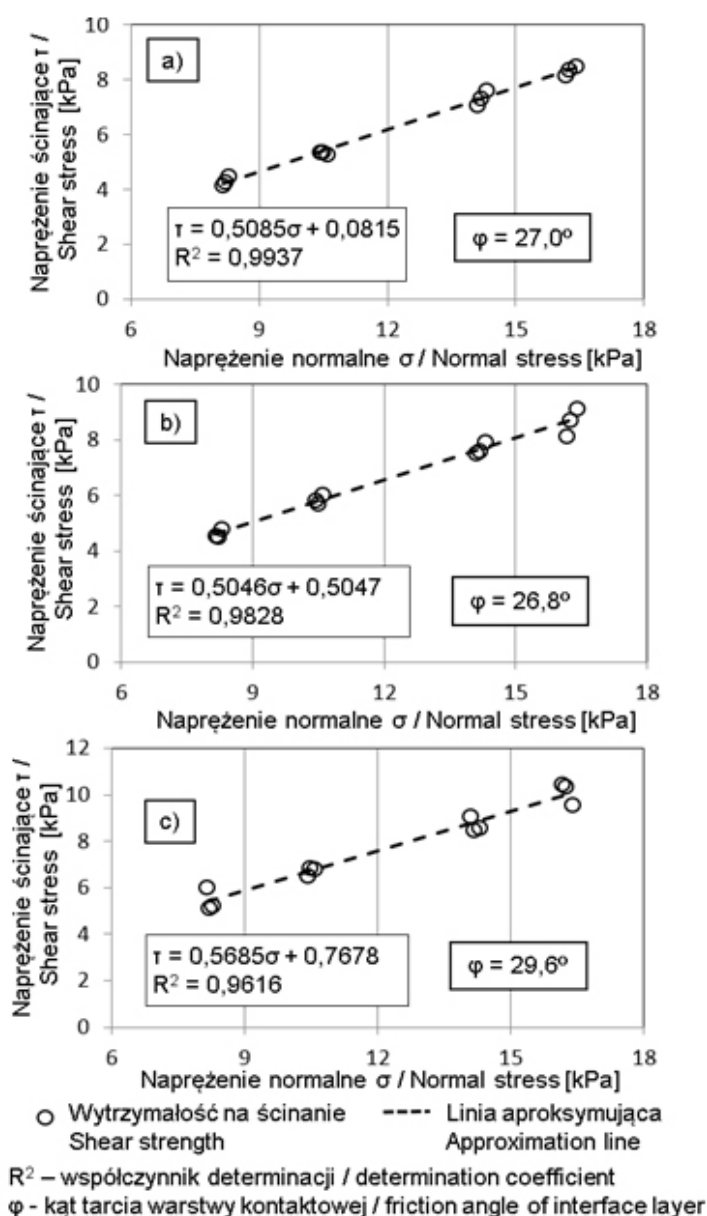 10
8
6
4
2
0
Naprężenie ścinające τ /
Shear stress [kPa]
a)
τ = 0,5085σ + 0,0815
R² = 0,9937
φ = 27,0º
6 9 12 15 18
Naprężenie normalne σ / Normal stress [kPa]
10
8
6
4
2
0
Naprężenie ścinające τ /
Shear stress [kPa]
b)
τ = 0,5046σ + 0,5047
R² = 0,9828
φ = 26,8º
6 9 12 15 18
Naprężenie normalne σ / Normal stress [kPa]
12
10
8
6
4
2
0
Naprężenie ścinające τ /
Shear stress [kPa]
c)
τ = 0,5685σ + 0,7678
R² = 0,9616
φ = 29,6º
6 9 12 15 18
Naprężenie normalne σ / Normal stress [kPa]
Wytrzymałość na ścinanie
Shear strength
Linia aproksymująca
Approximation line
R² – współczynnik determinacji / determination coefficient
φ - kąt tarcia warstwy kontaktowej / friction angle of interface layer